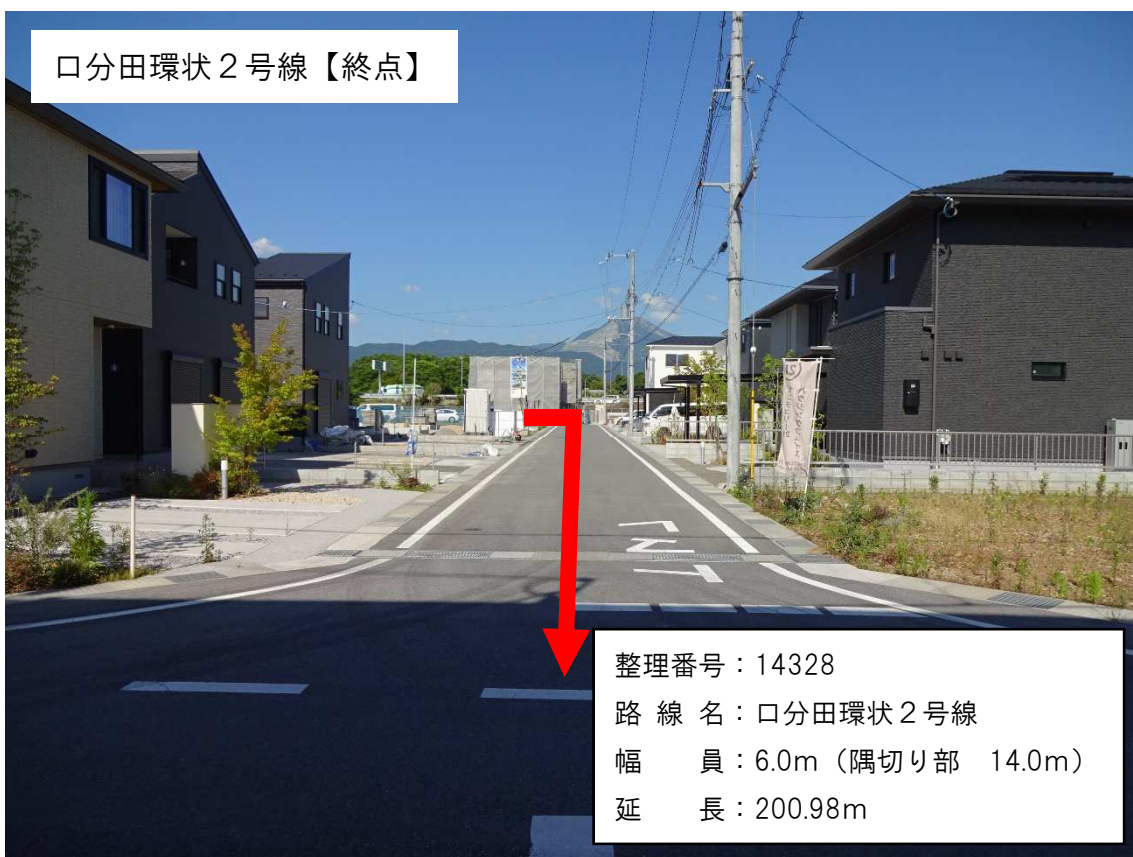 口分田環状２号線【終点】
整理番号：14328
路 線 名：口分田環状２号線
幅　　員：6.0m（隅切り部　14.0m）
延　　長：200.98m